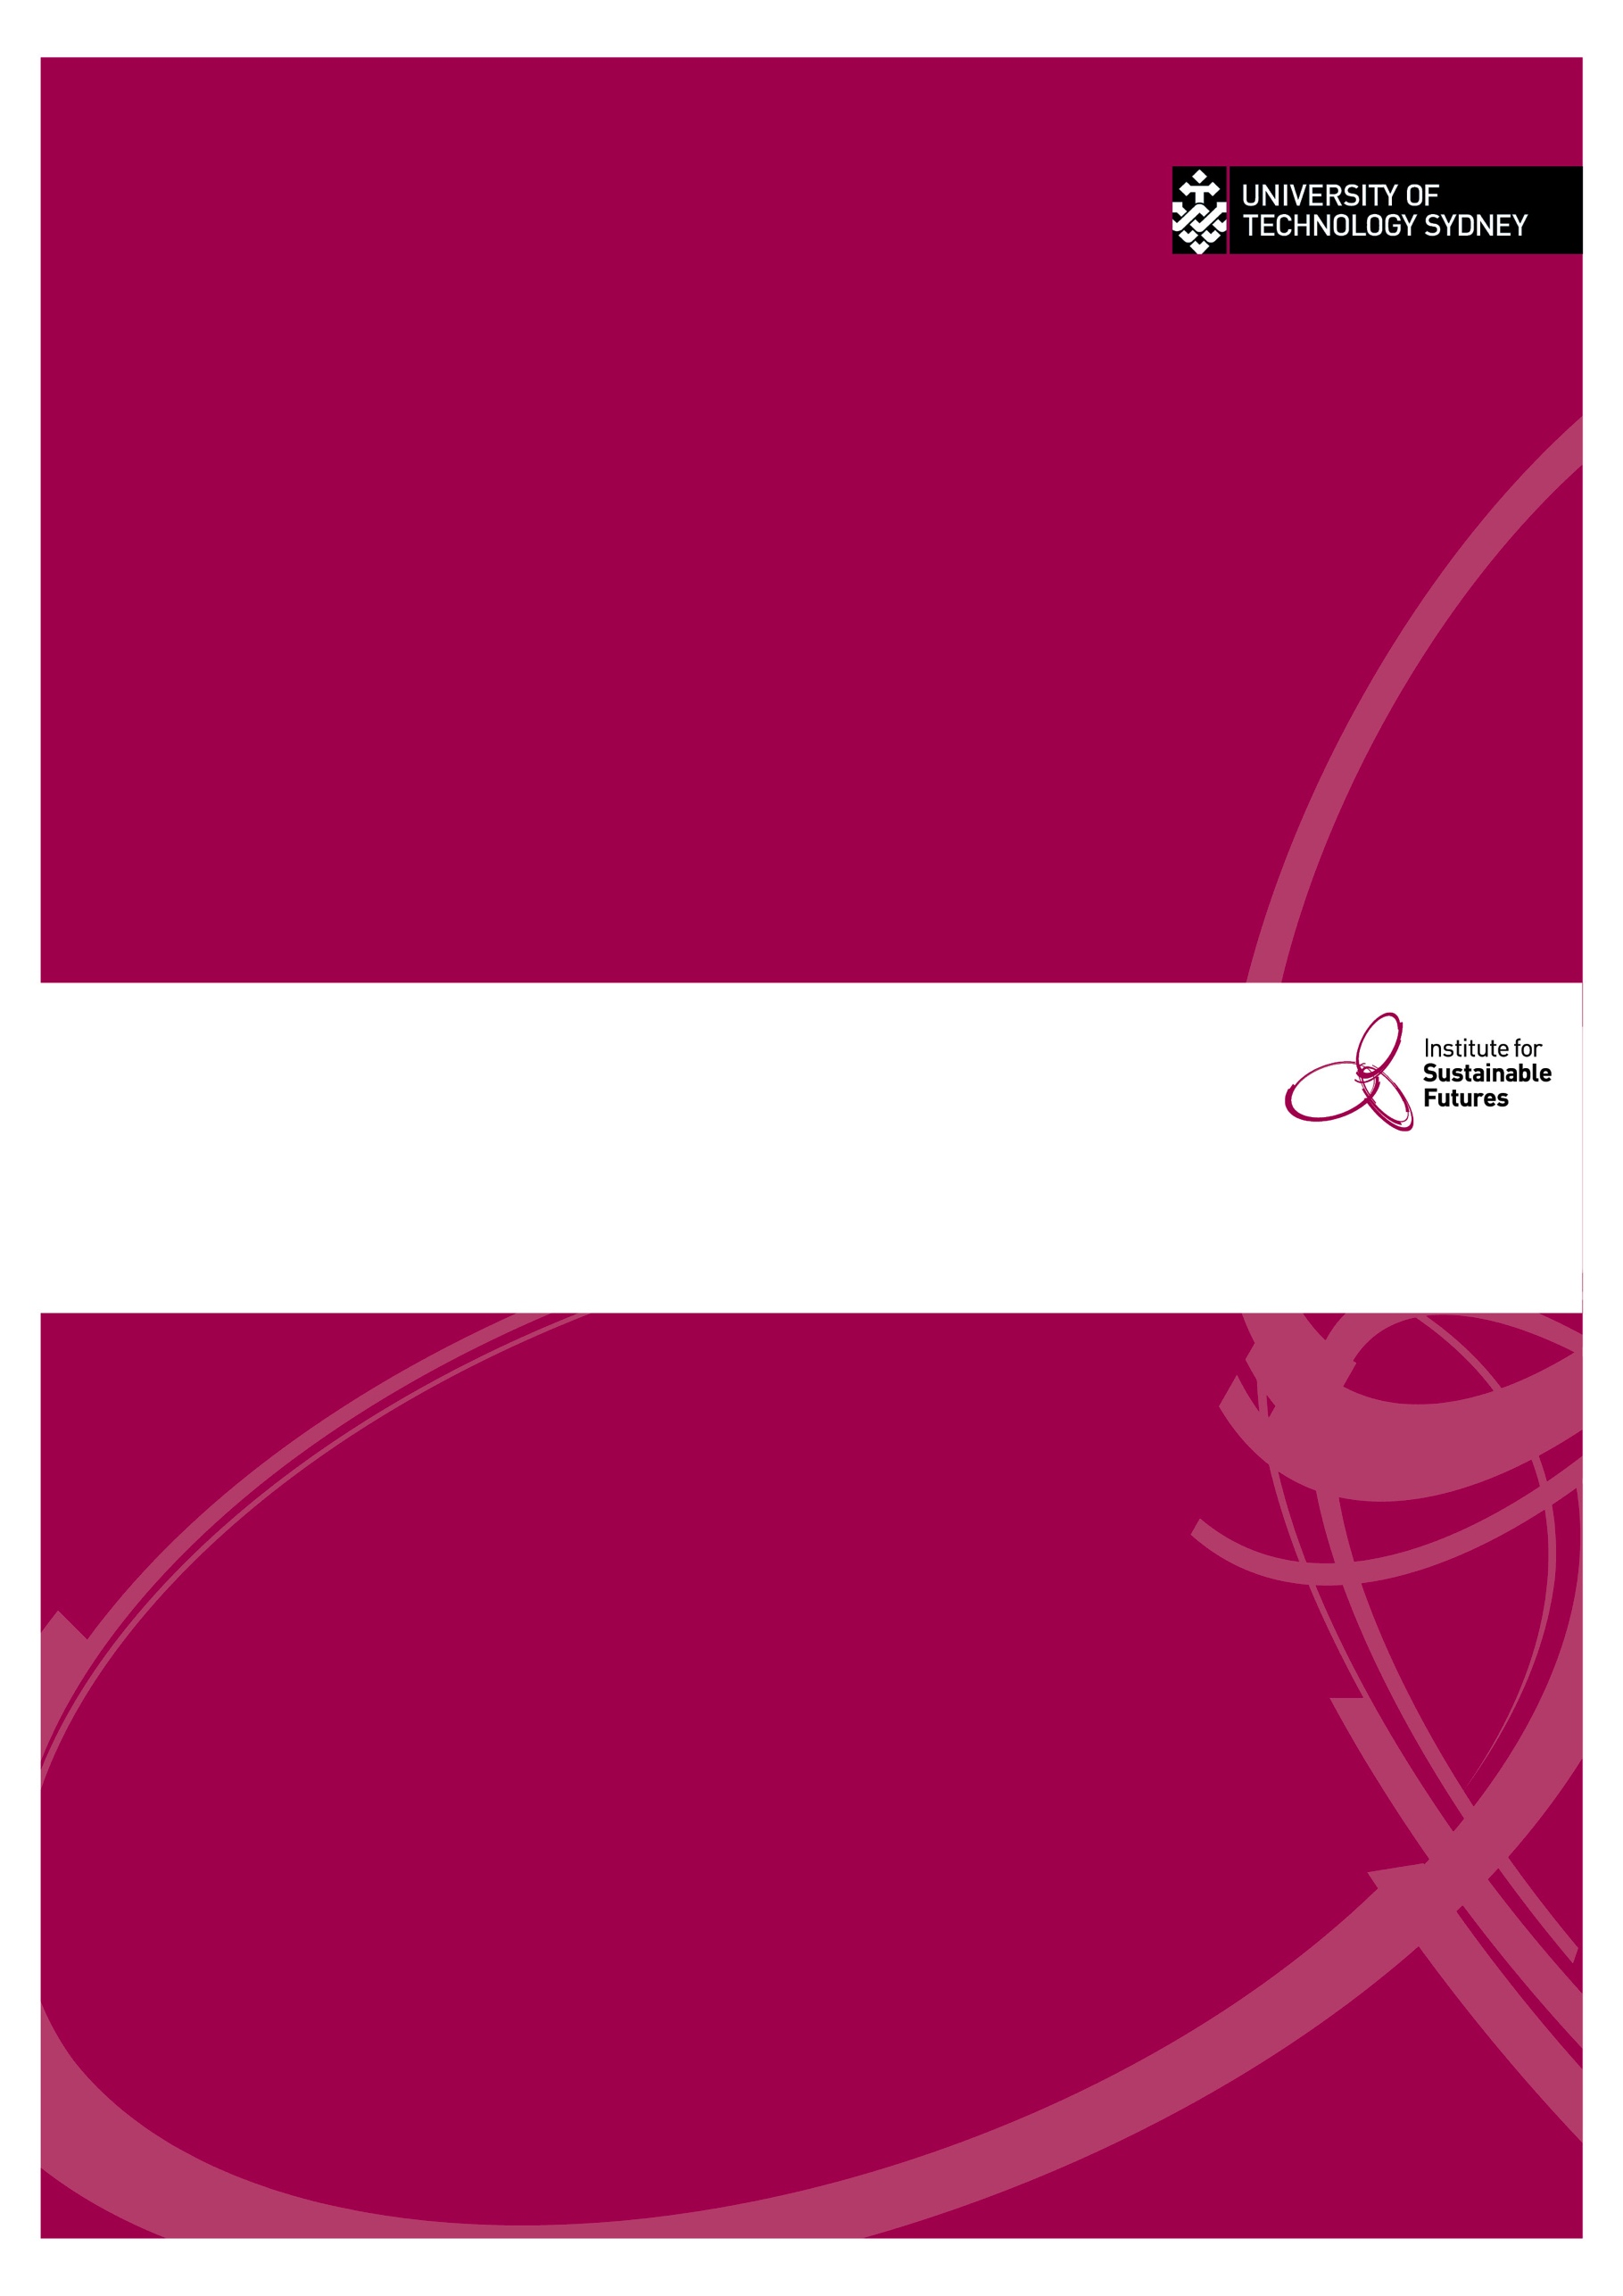 UNIVERSITY OF
TECHNOLOGY SYDNEY
Institute for
Sustainable
Futures